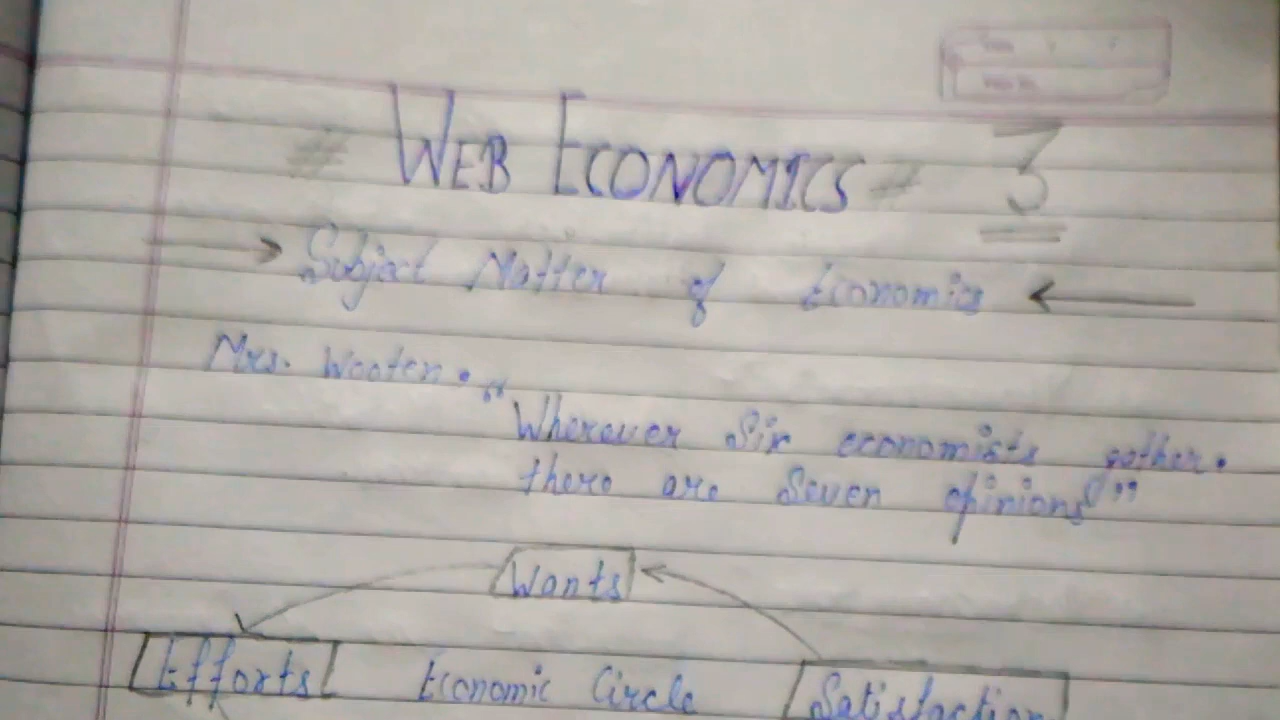 # WEB ECONOMICS # 3
Subject Matter of Economics
Mrs. Wooten. "Wherever Six economists gather.
there are Seven opinions"
Wants
Efforts Economic Circle Satisfaction